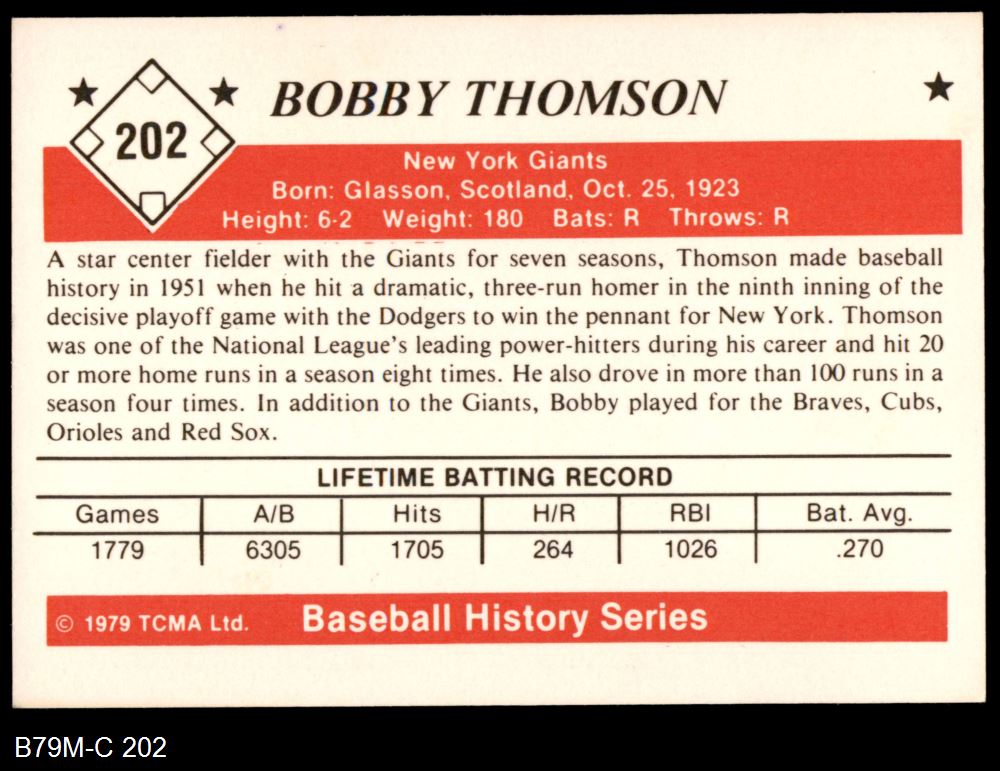 BOBBY THOMSON
202
New York Giants
Born: Glasson, Scotland, Oct. 25, 1923
Height: 6-2 Weight: 180 Bats: R Throws: R
A star center fielder with the Giants for seven seasons, Thomson made baseball
history in 1951 when he hit a dramatic, three-run homer in the ninth inning of the
decisive playoff game with the Dodgers to win the pennant for New York. Thomson
was one of the National League's leading power-hitters during his career and hit 20
or more home runs in a season eight times. He also drove in more than 100 runs in a
season four times. In addition to the Giants, Bobby played for the Braves, Cubs,
Orioles and Red Sox.
LIFETIME BATTING RECORD
Games A/B Hits H/R RBI Bat. Avg.
1779 6305 1705 264 1026 .270
© 1979 TCMA Ltd. Baseball History Series
B79M-C 202